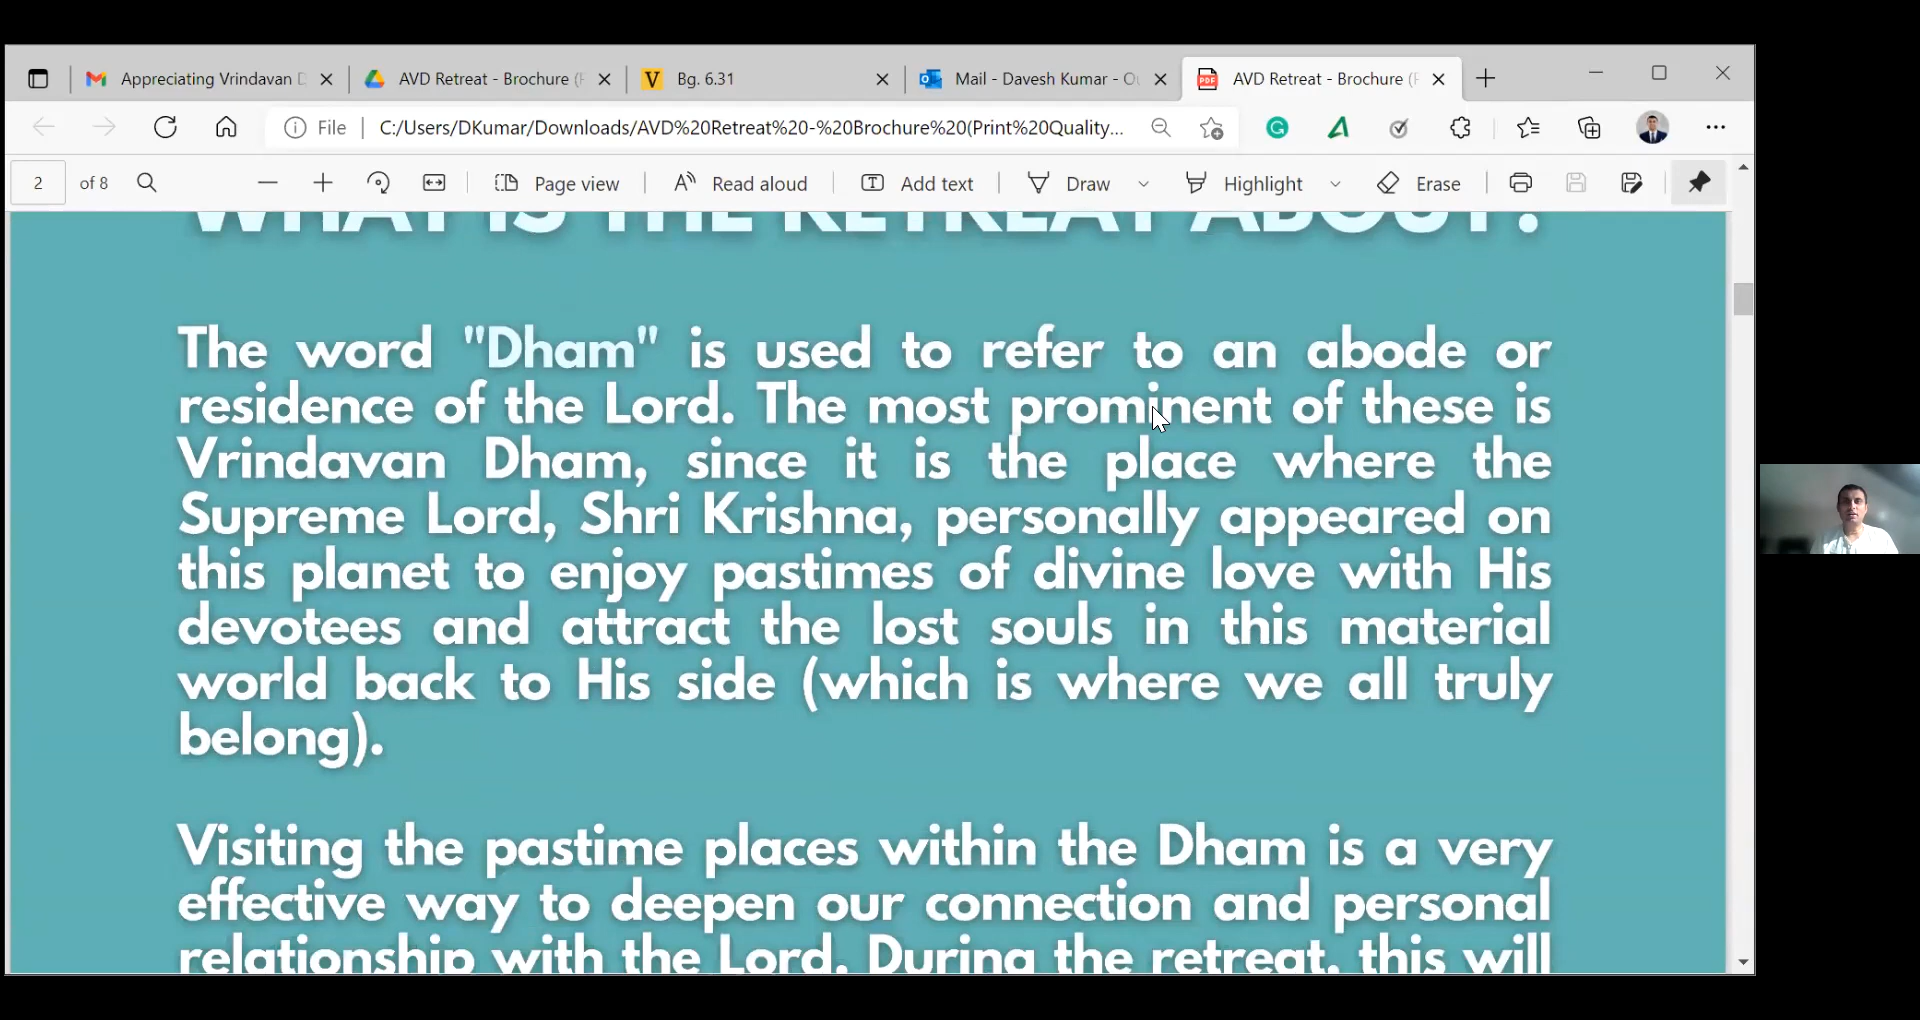 Appreciating Vrindavan D
AVD Retreat - Brochure (P
Bg. 6.31
Mail - Davesh Kumar - Ou
AVD Retreat - Brochure (P
File
C:/Users/DKumar/Downloads/AVD%20Retreat%20-%20Brochure%20(Print%20Quality...
2 of 8
Page view
Read aloud
Add text
Draw
Highlight
Erase
WHAT IS THE RETREAT ABOUT?
The word "Dham" is used to refer to an abode or
residence of the Lord. The most prominent of these is
Vrindavan Dham, since it is the place where the
Supreme Lord, Shri Krishna, personally appeared on
this planet to enjoy pastimes of divine love with His
devotees and attract the lost souls in this material
world back to His side (which is where we all truly
belong).
Visiting the pastime places within the Dham is a very
effective way to deepen our connection and personal
relationship with the Lord. During the retreat, this will